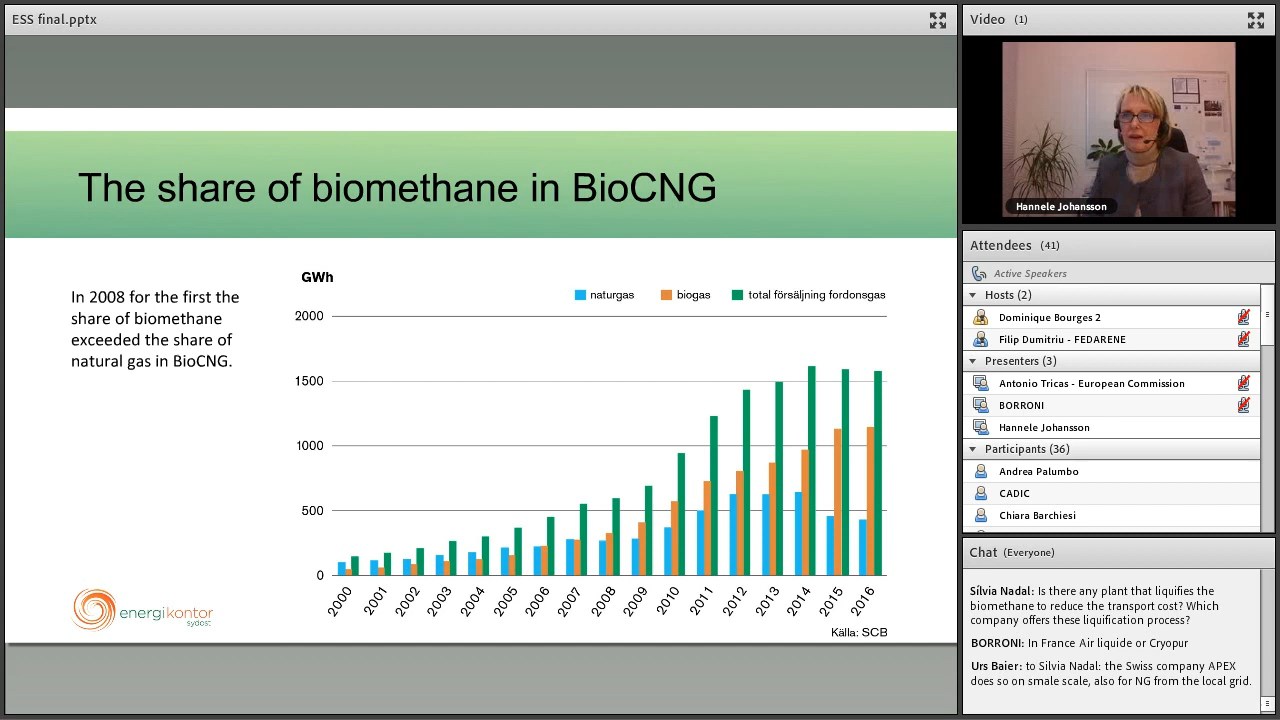 ESS final.pptx
The share of biomethane in BioCNG
In 2008 for the first the
share of biomethane
exceeded the share of
natural gas in BioCNG.
GWh
naturgas biogas total försäljning fordonsgas
2000
1500
1000
500
0
2000 2001 2002 2003 2004 2005 2006 2007 2008 2009 2010 2011 2012 2013 2014 2015 2016
Källa: SCB
energikontor
sydost
Video (1)
Hannele Johansson
Attendees (41)
Active Speakers
Hosts (2)
Dominique Bourges 2
Filip Dumitriu - FEDARENE
Presenters (3)
Antonio Tricas - European Commission
BORRONI
Hannele Johansson
Participants (36)
Andrea Palumbo
CADIC
Chiara Barchiesi
Chat (Everyone)
Sílvia Nadal: Is there any plant that liquifies the
biomethane to reduce the transport cost? Which
company offers these liquification process?
BORRONI: In France Air liquide or Cryopur
Urs Baier: to Silvia Nadal: the Swiss company APEX
does so on smale scale, also for NG from the local grid.